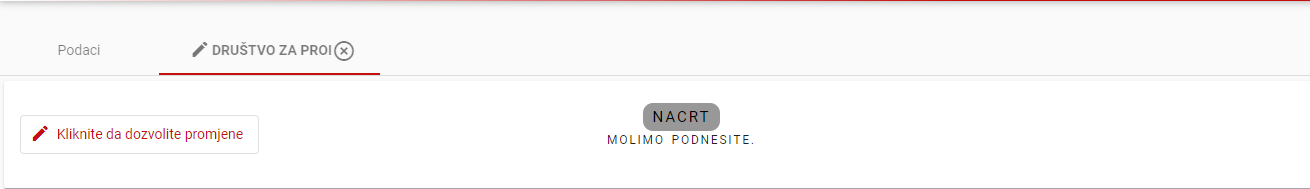 Podaci
DRUŠTVO ZA PROI
Kliknite da dozvolite promjene
NACRT
MOLIMO PODNESITE.